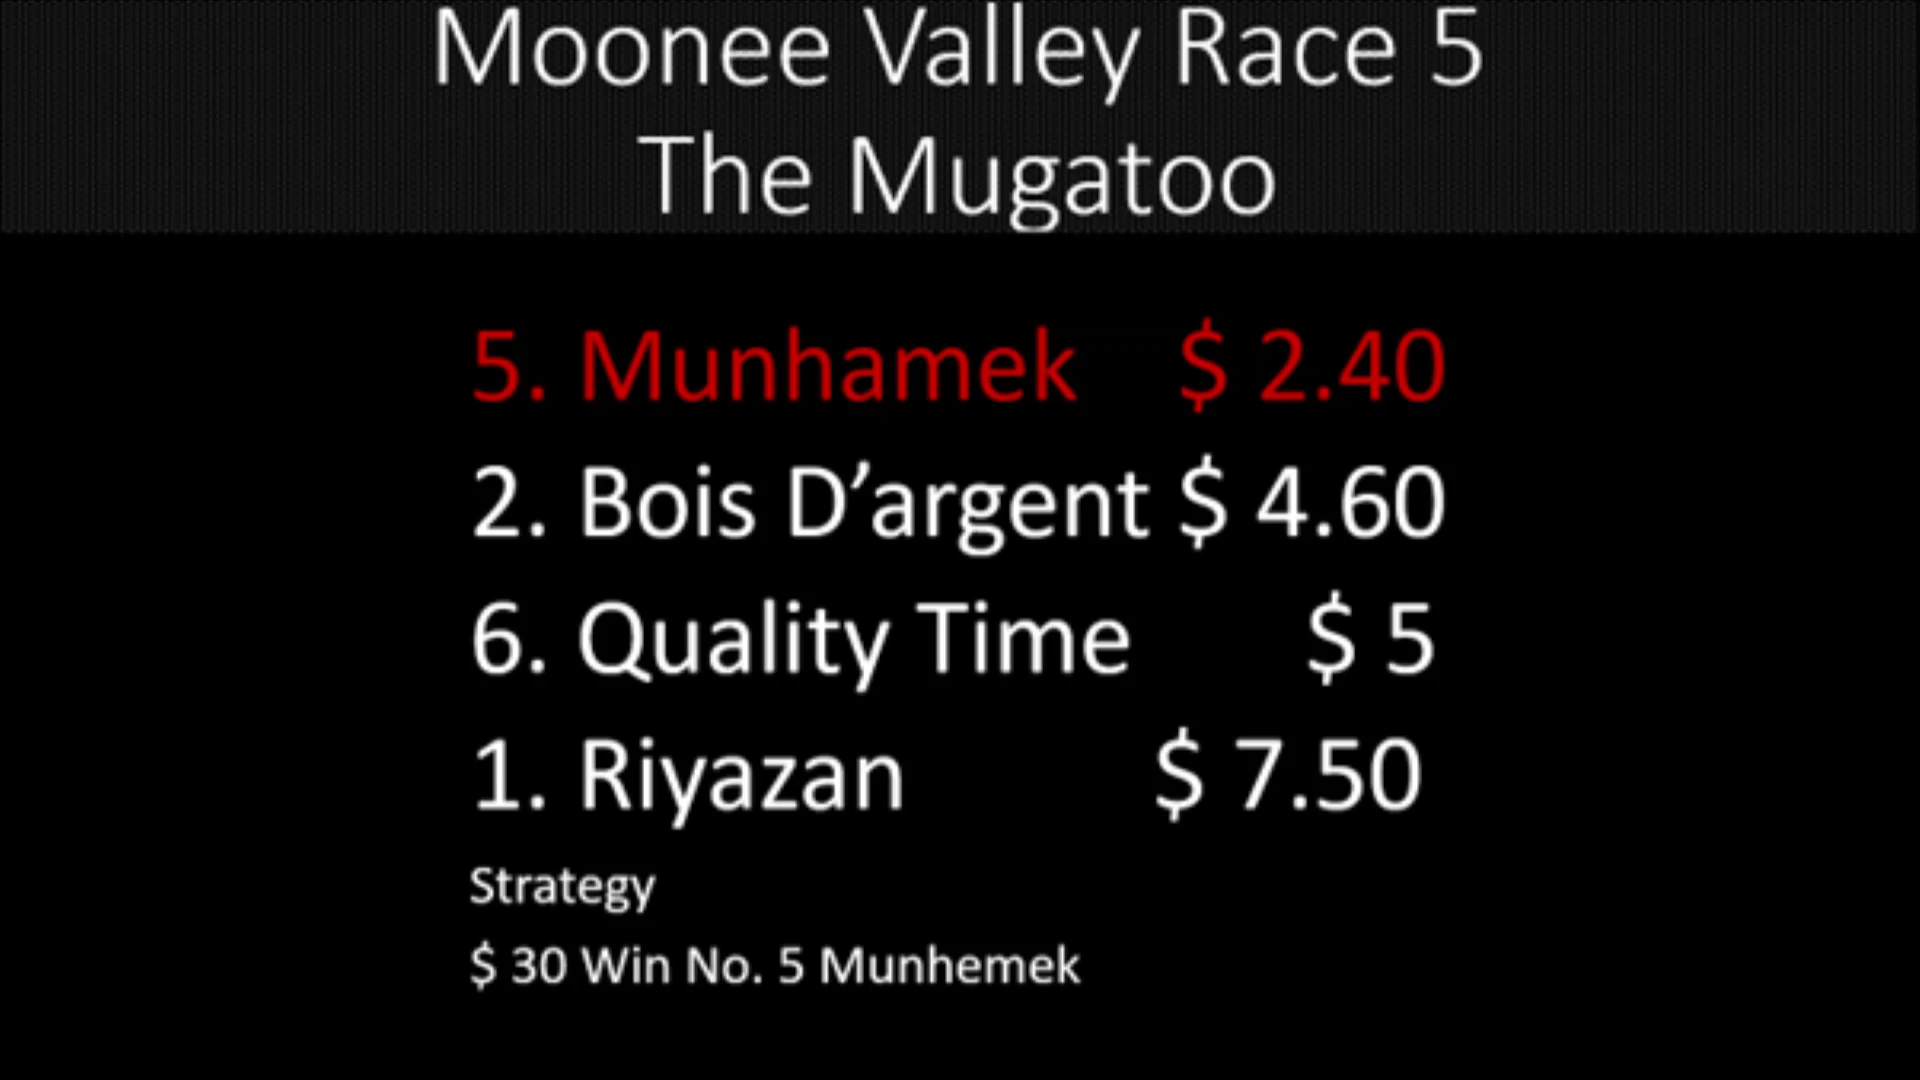 Moonee Valley Race 5
The Mugatoo
5. Munhamek $ 2.40
2. Bois D’argent $ 4.60
6. Quality Time $ 5
1. Riyazan $ 7.50
Strategy
$ 30 Win No. 5 Munhemek